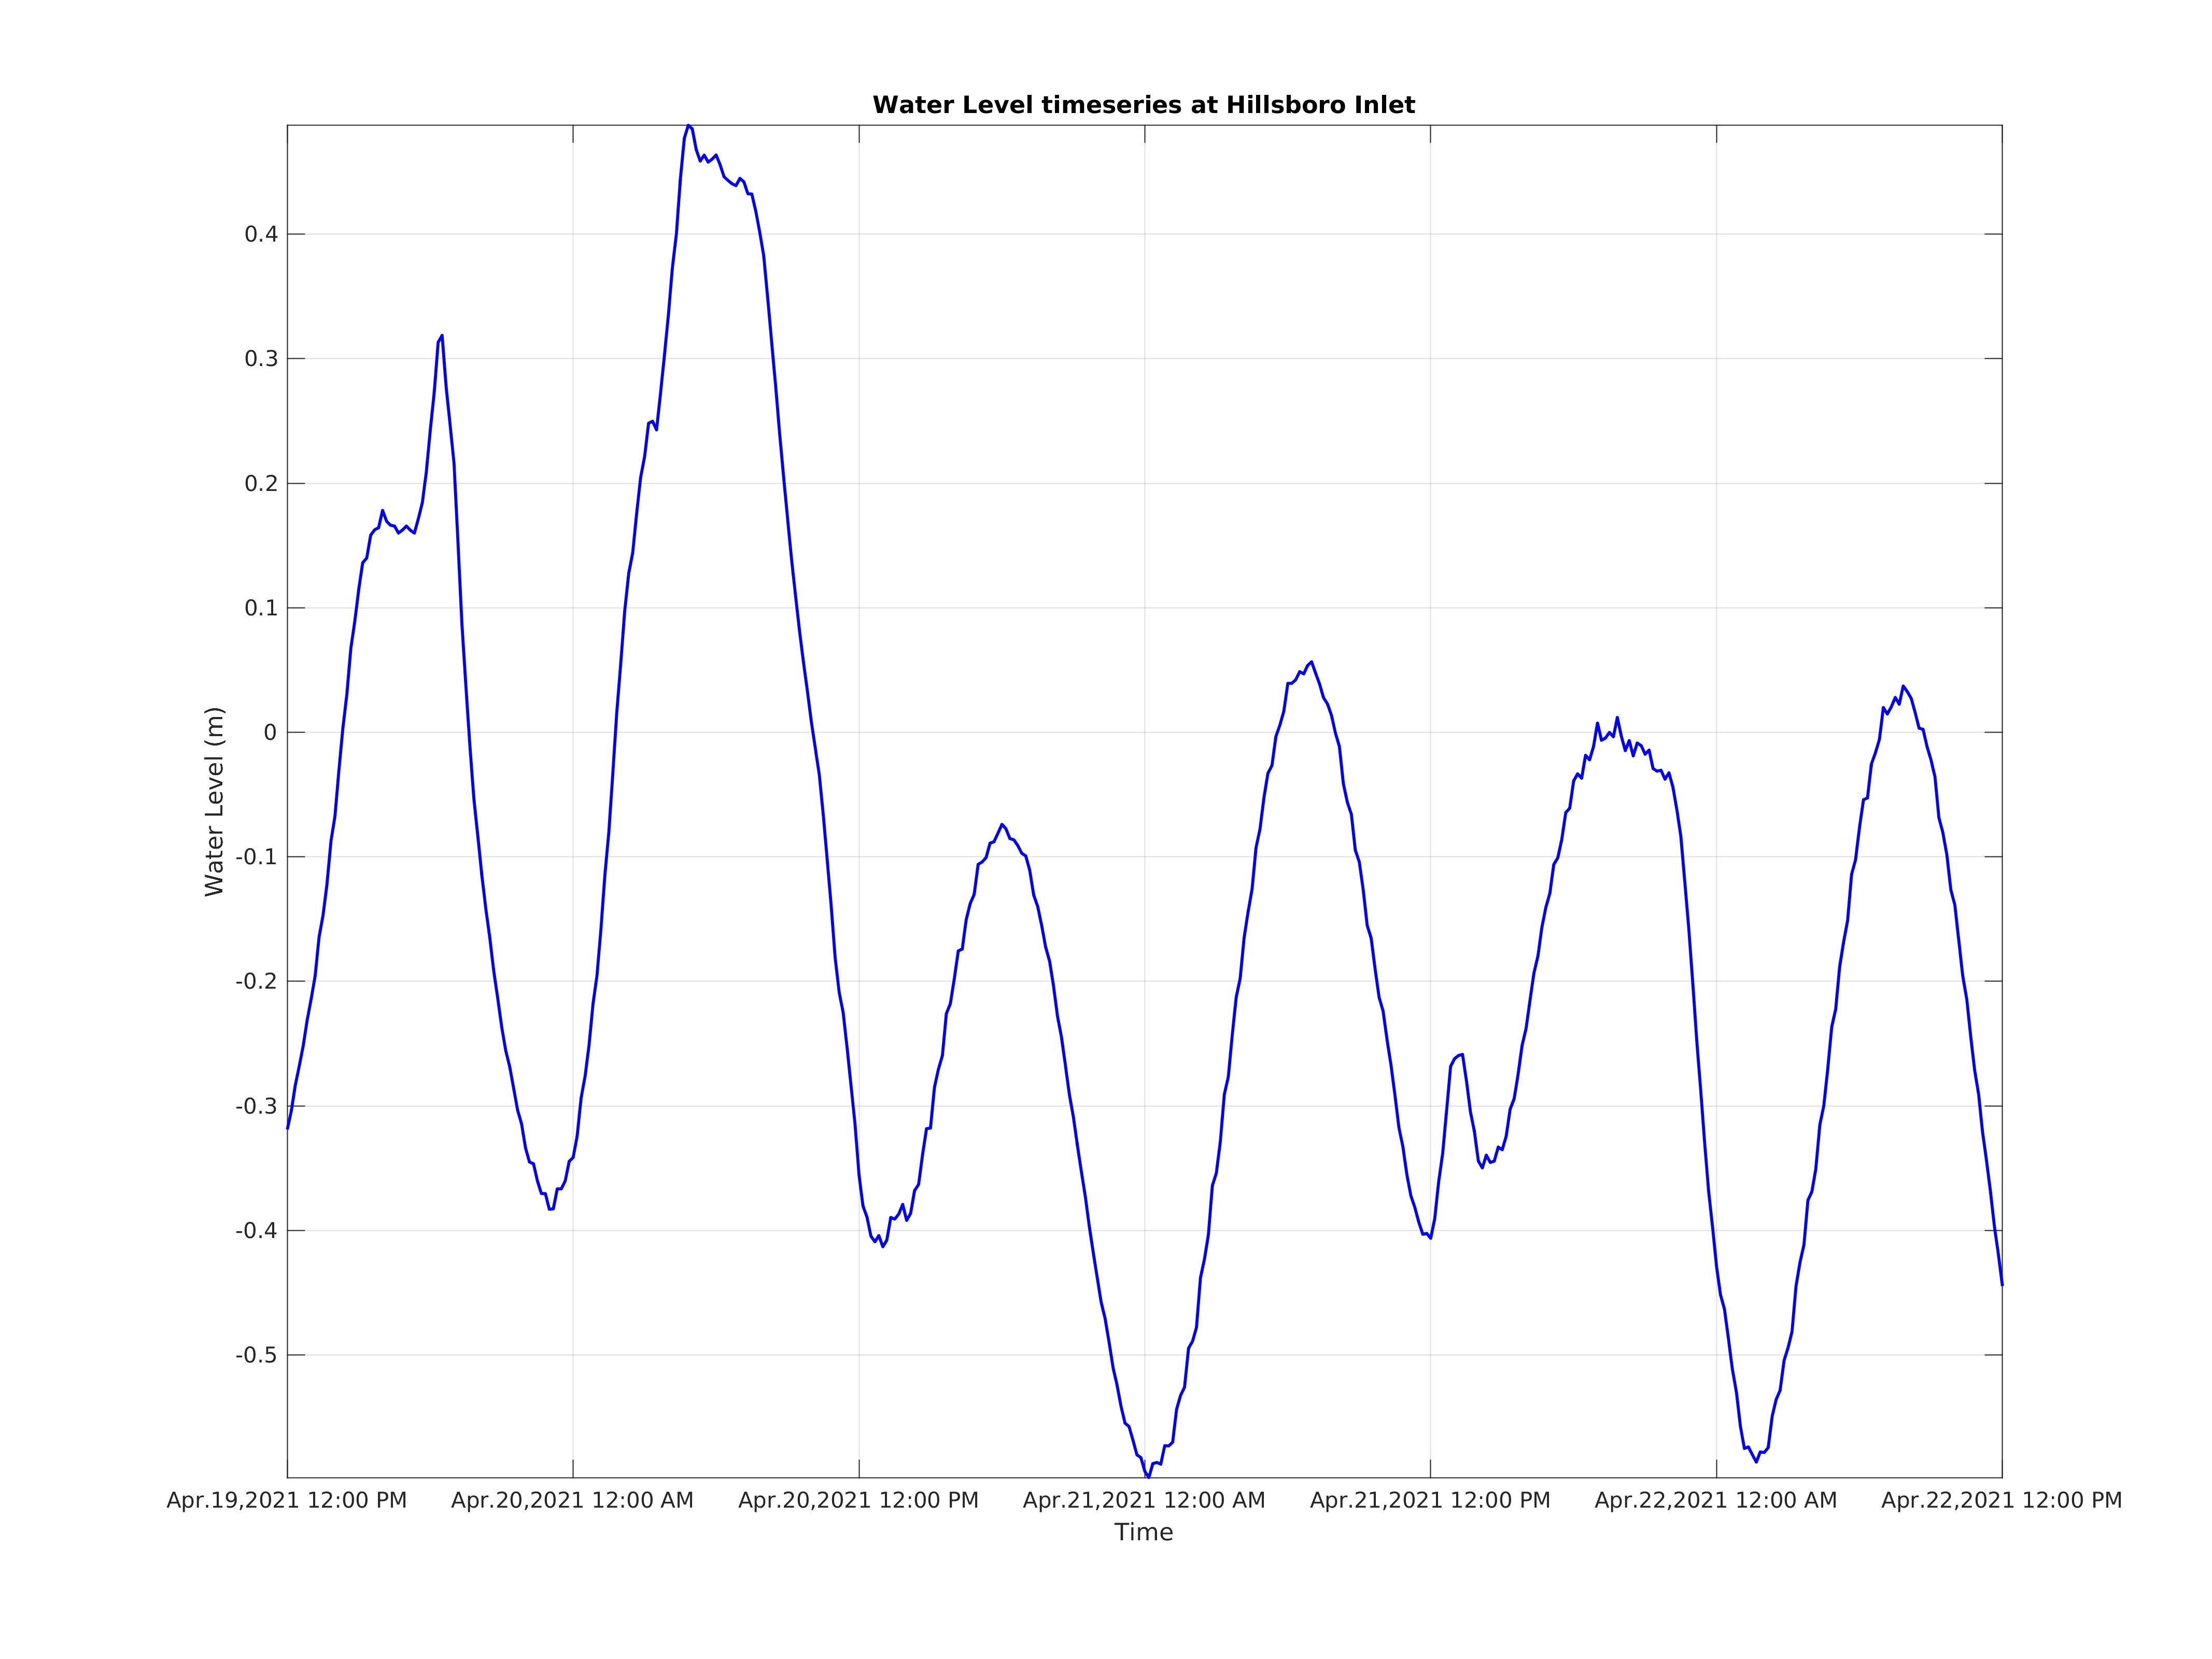 Water Level timeseries at Hillsboro Inlet
0.4
0.3
0.2
0.1
0
-0.1
-0.2
-0.3
-0.4
-0.5
Water Level (m)
Apr.19,2021 12:00 PM
Apr.20,2021 12:00 AM
Apr.20,2021 12:00 PM
Apr.21,2021 12:00 AM
Apr.21,2021 12:00 PM
Apr.22,2021 12:00 AM
Apr.22,2021 12:00 PM
Time